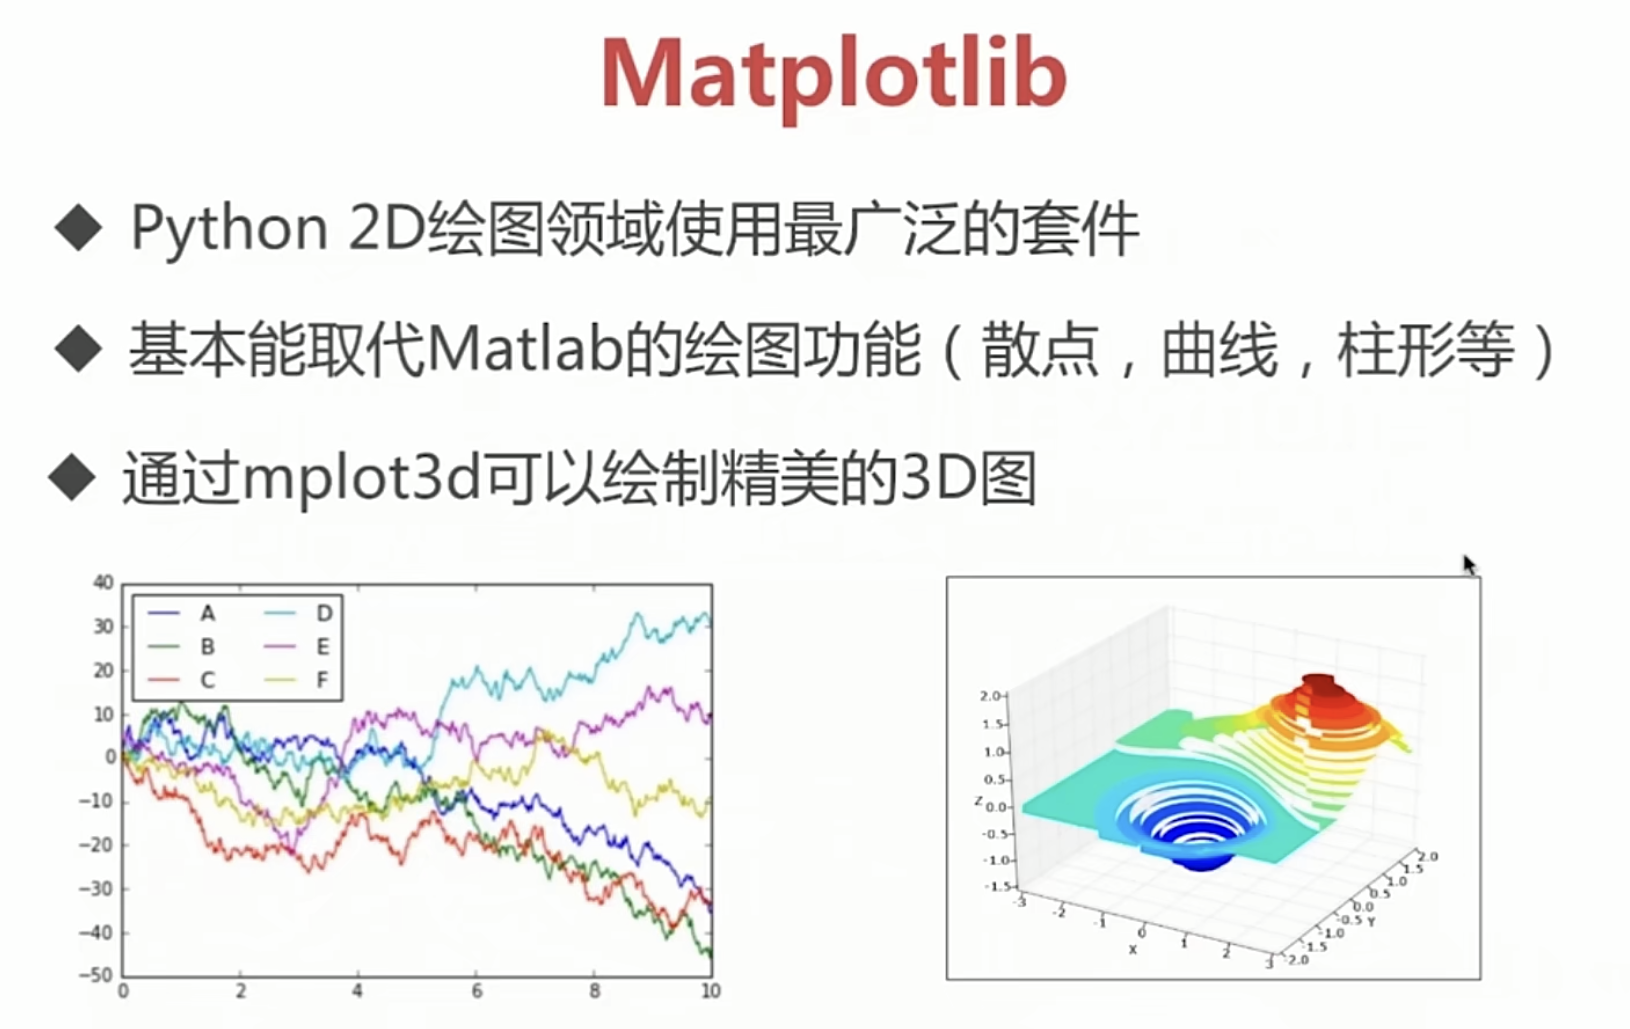 Matplotlib
◆ Python 2D绘图领域使用最广泛的套件
◆ 基本能取代Matlab的绘图功能（散点，曲线，柱形等）
◆ 通过mplot3d可以绘制精美的3D图
40
30
20
10
0
−10
−20
−30
−40
−50
0 2 4 6 8 10
A D
B E
C F
2.0
1.5
1.0
0.5
Z 0.0
-0.5
-1.0
-1.5
-3 -2 -1 0 1 2 3
X
2.0
1.5
1.0
0.5
0.0
-0.5 Y
-1.0
-1.5
-2.0